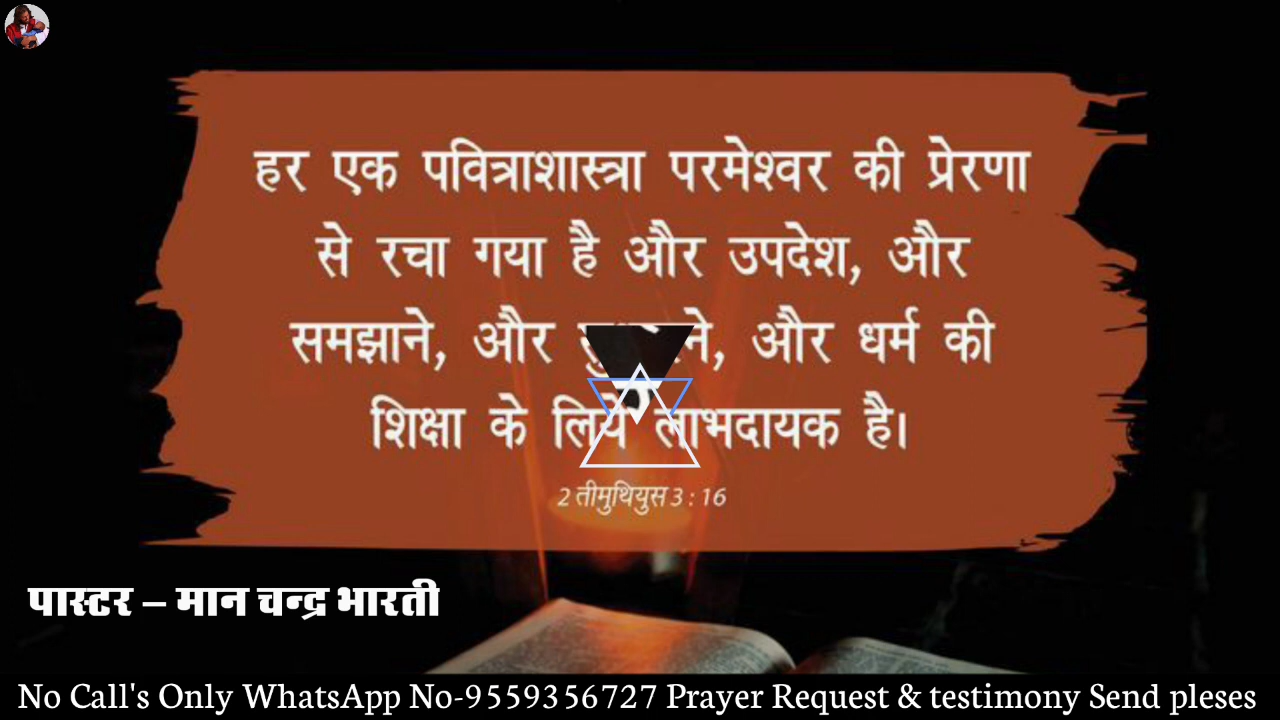 हर एक पवित्राशास्त्रा परमेश्वर की प्रेरणा
से रचा गया है और उपदेश, और
समझाने, और और धर्म की
शिक्षा के लिये लाभदायक है।
2 तीमुथियुस 3 : 16
पास्टर – मान चन्द्र भारती
No Call's Only WhatsApp No-9559356727 Prayer Request & testimony Send pleses